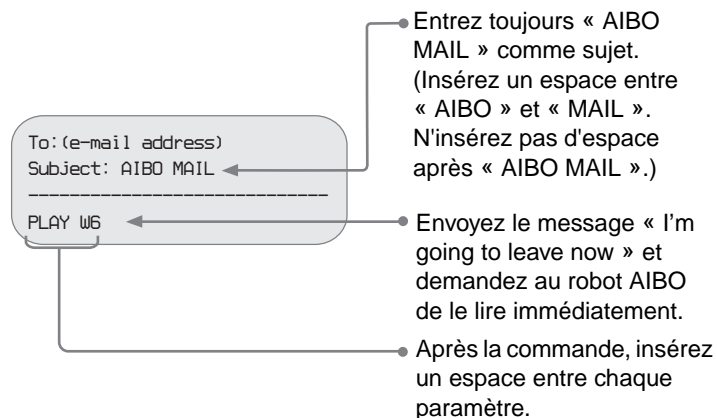 To:(e-mail address)
Subject: AIBO MAIL
------------------------------
PLAY W6
Entrez toujours « AIBO
MAIL » comme sujet.
(Insérez un espace entre
« AIBO » et « MAIL ».
N'insérez pas d'espace
après « AIBO MAIL ».)
Envoyez le message « I’m
going to leave now » et
demandez au robot AIBO
de le lire immédiatement.
Après la commande, insérez
un espace entre chaque
paramètre.